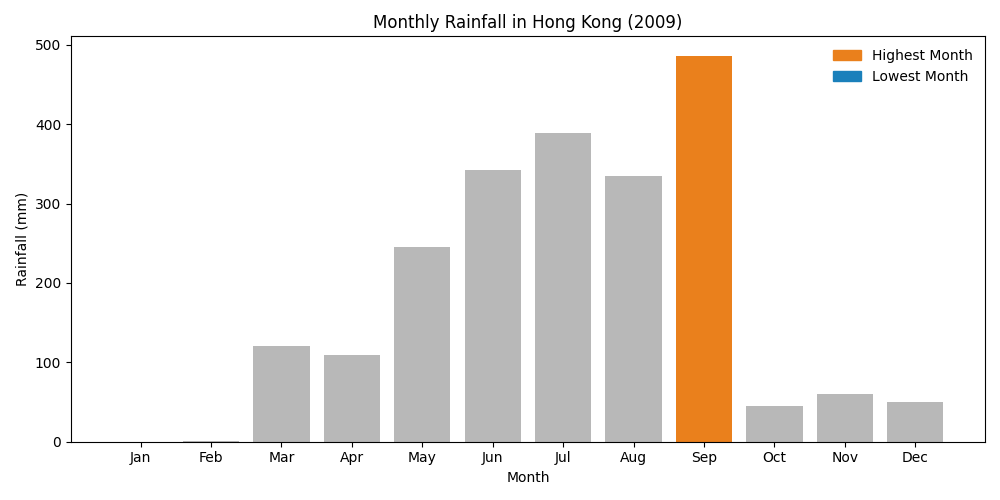 Monthly Rainfall in Hong Kong (2009)
Highest Month
Lowest Month
Rainfall (mm)
500
400
300
200
100
0
Jan Feb Mar Apr May Jun Jul Aug Sep Oct Nov Dec
Month